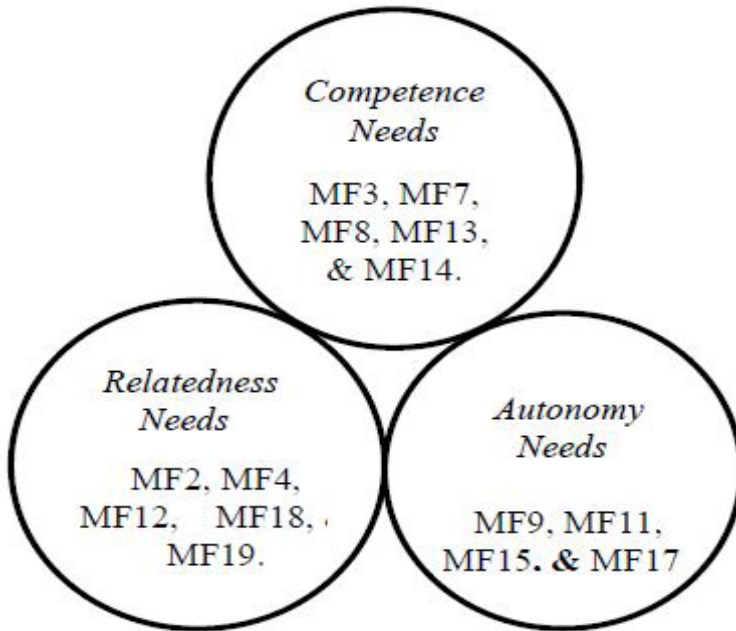 Competence
Needs
MF3, MF7,
MF8, MF13,
& MF14.
Relatedness
Needs
MF2, MF4,
MF12, MF18,
MF19.
Autonomy
Needs
MF9, MF11,
MF15. & MF17